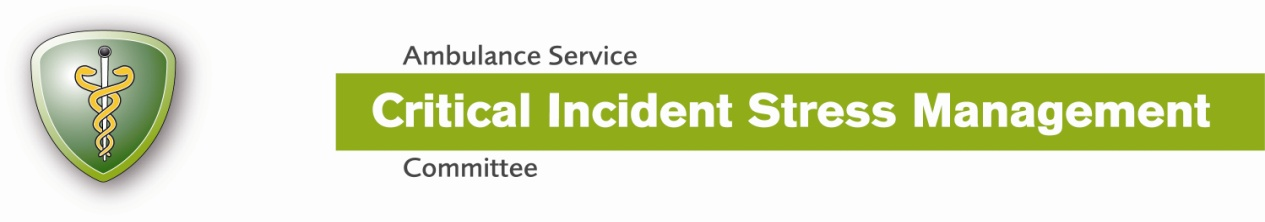 Ambulance Service
Critical Incident Stress Management
Committee